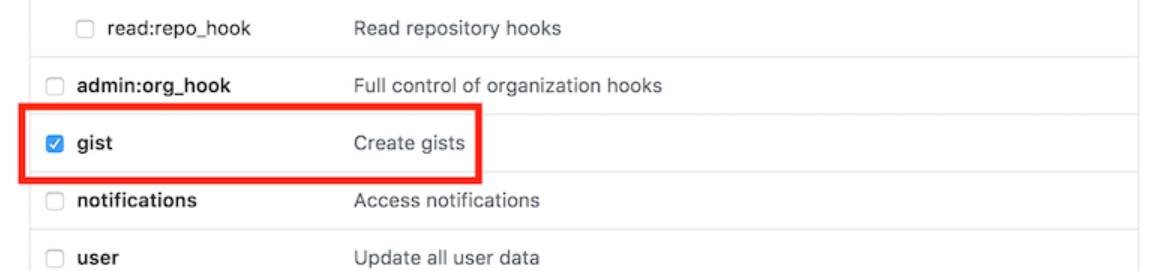 read:repo_hook Read repository hooks
admin:org_hook Full control of organization hooks
gist Create gists
notifications Access notifications
user Update all user data